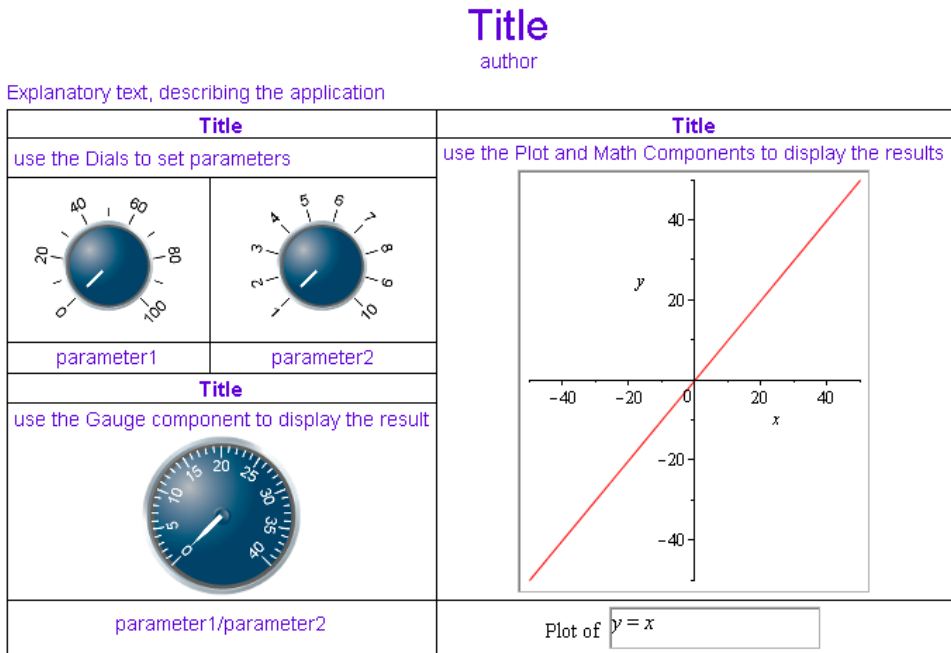 Title
author
Explanatory text, describing the application
Title
use the Dials to set parameters
0 20 40 60 80 100
1 2 3 4 5 6 7 8 9 10
parameter1 parameter2
Title
use the Gauge component to display the result
0 5 10 15 20 25 30 35 40
parameter1/parameter2
Title
use the Plot and Math Components to display the results
40
y
20
−40 −20 0 20 40
x
−20
−40
Plot of y = x